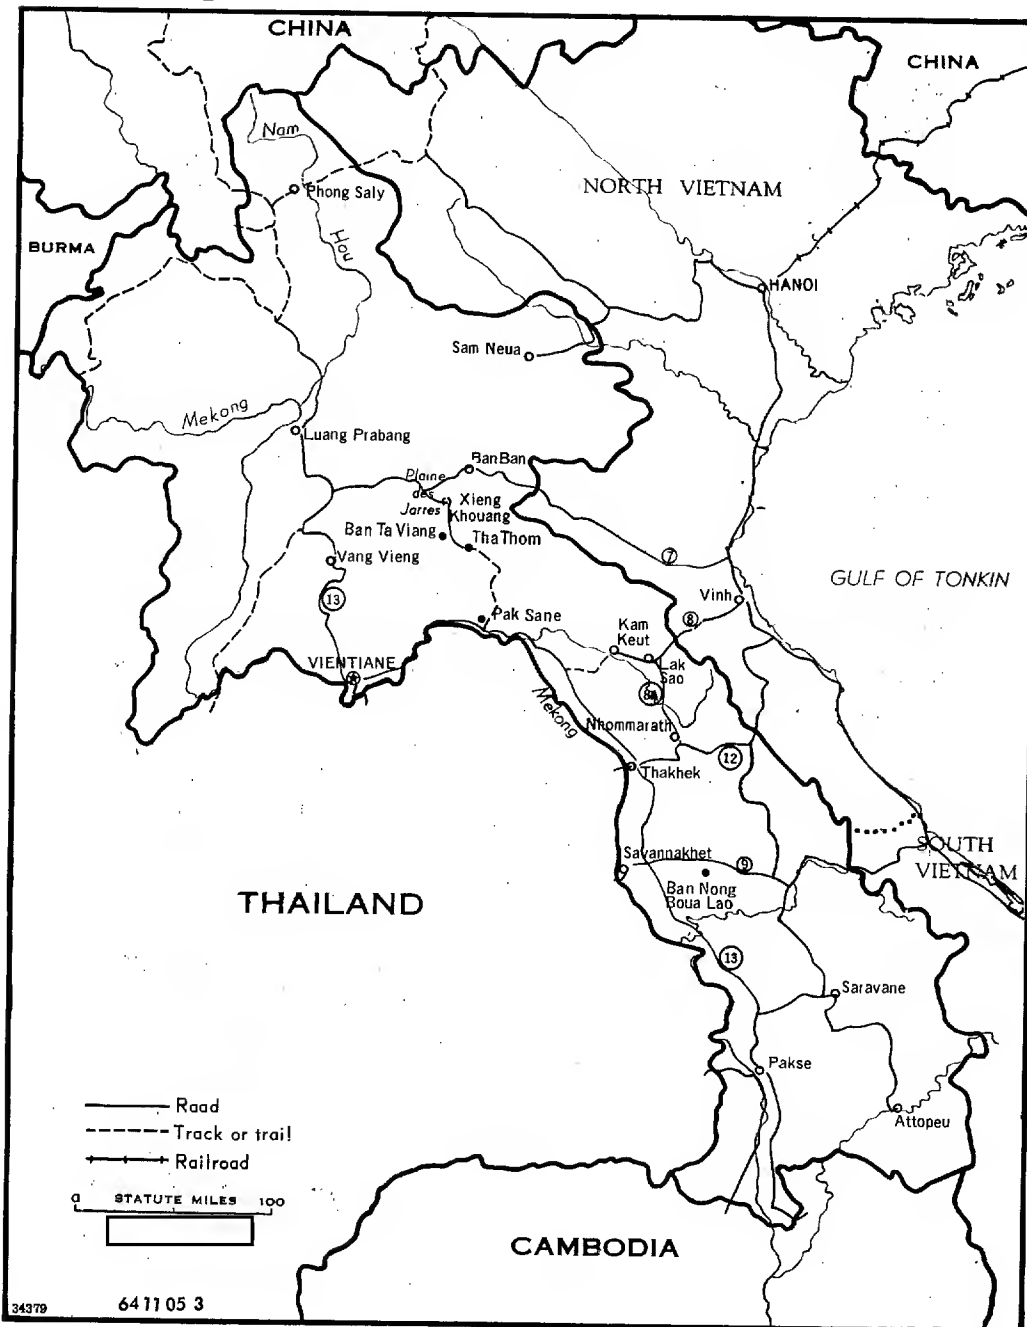 CHINA
CHINA
Nam
Phong Saly
NORTH VIETNAM
BURMA
Hou
HANOI
Sam Neua
Mekong
Luang Prabang
Ban Ban
Plaine
des
Jarres
Xieng
Khouang
Ban Ta Viang
Tha Thom
Vang Vieng
7
GULF OF TONKIN
13
Vinh
8
Pak Sane
Kam
Keut
VIENTIANE
Lak
Sao
8A
Mekong
Nhommarath
12
Thakhek
SOUTH
VIETNAM
Savannakhet
9
Ban Nong
Boua Lao
THAILAND
13
Saravane
Pakse
Attopeu
Road
Track or trail
Railroad
0 STATUTE MILES 100
CAMBODIA
34379
641105 3